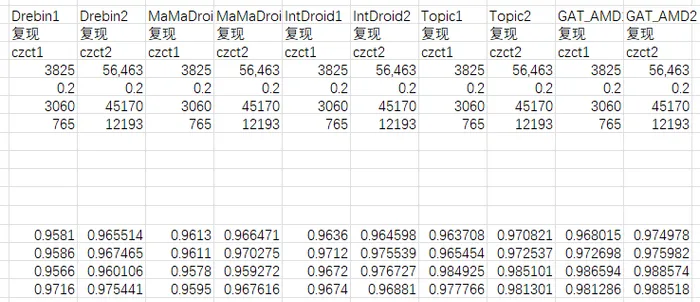 Drebin1 Drebin2 MaMaDroi MaMaDroi IntDroid1 IntDroid2 Topic1 Topic2 GAT_AMD GAT_AMD2
复现 复现 复现 复现 复现 复现 复现 复现 复现 复现
czct1 czct2 czct1 czct2 czct1 czct2 czct1 czct2 czct1 czct2
3825 56,463 3825 56,463 3825 56,463 3825 56,463 3825 56,463
0.2 0.2 0.2 0.2 0.2 0.2 0.2 0.2 0.2 0.2
3060 45170 3060 45170 3060 45170 3060 45170 3060 45170
765 12193 765 12193 765 12193 765 12193 765 12193
0.9581 0.965514 0.9613 0.966471 0.9636 0.964598 0.963708 0.970821 0.968015 0.974978
0.9586 0.967465 0.9611 0.970275 0.9712 0.975539 0.965454 0.972537 0.972698 0.975982
0.9566 0.960106 0.9578 0.959272 0.9672 0.976727 0.984925 0.985101 0.986594 0.988574
0.9716 0.975441 0.9595 0.967616 0.9674 0.96881 0.977766 0.981301 0.981286 0.988518